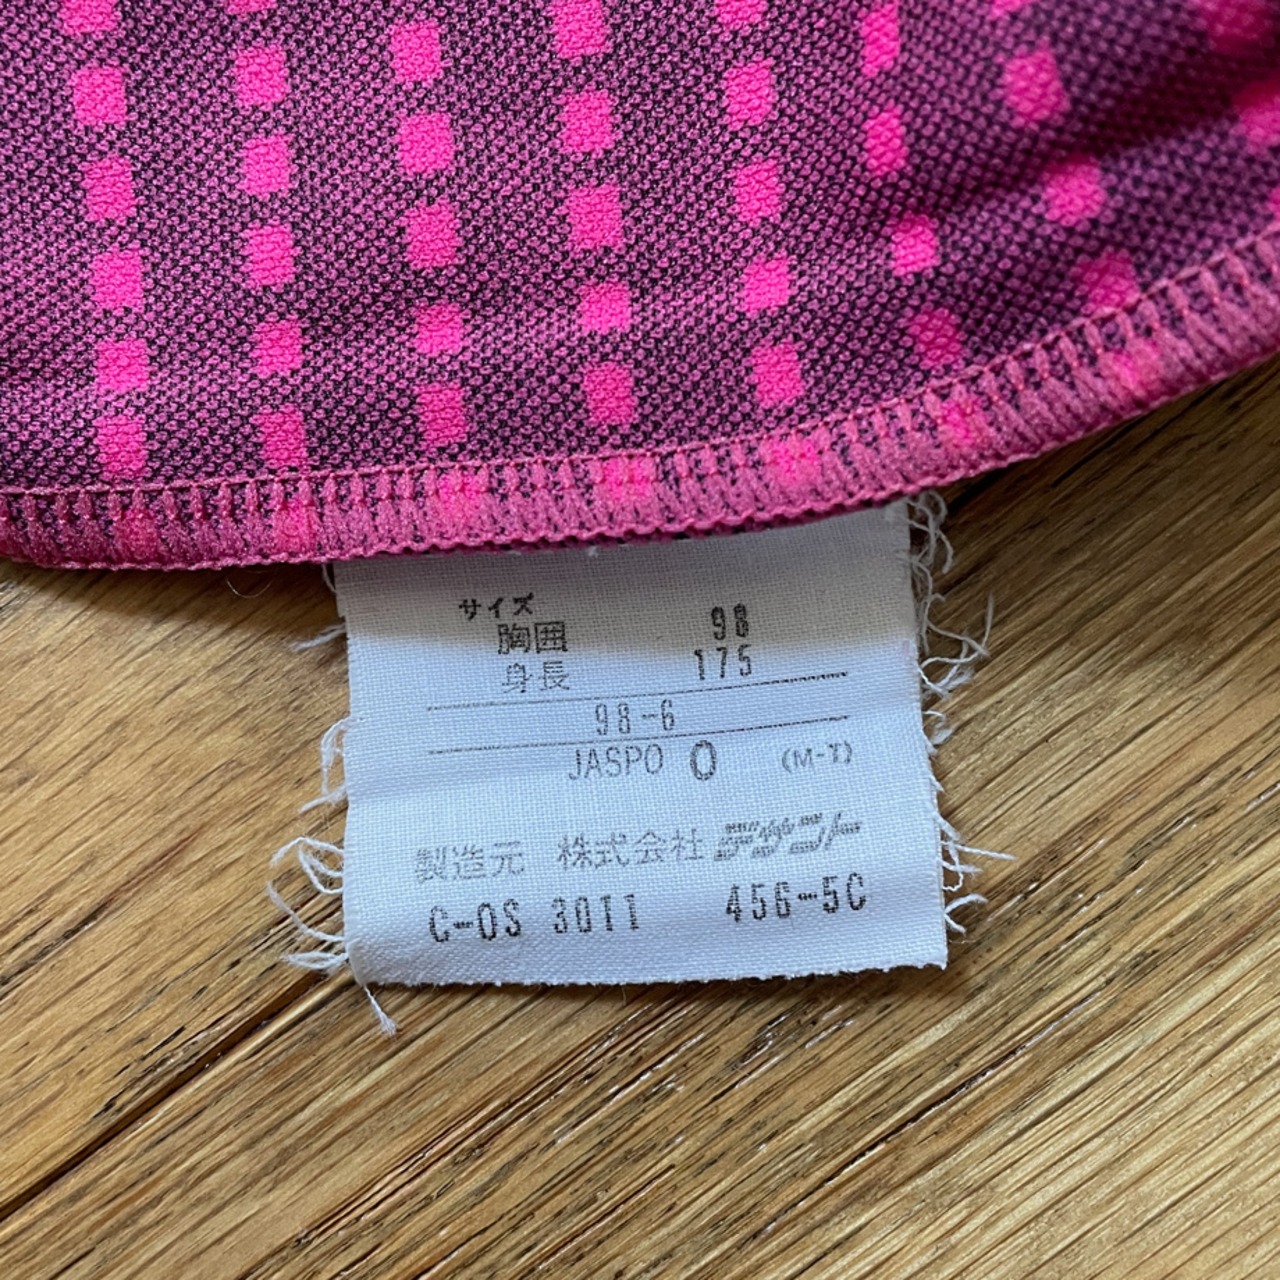 サイズ
胸囲 98
身長 175
98-6
JASPO O (M-Y)
製造元 株式会社デサント
C-OS 3011 456-5C